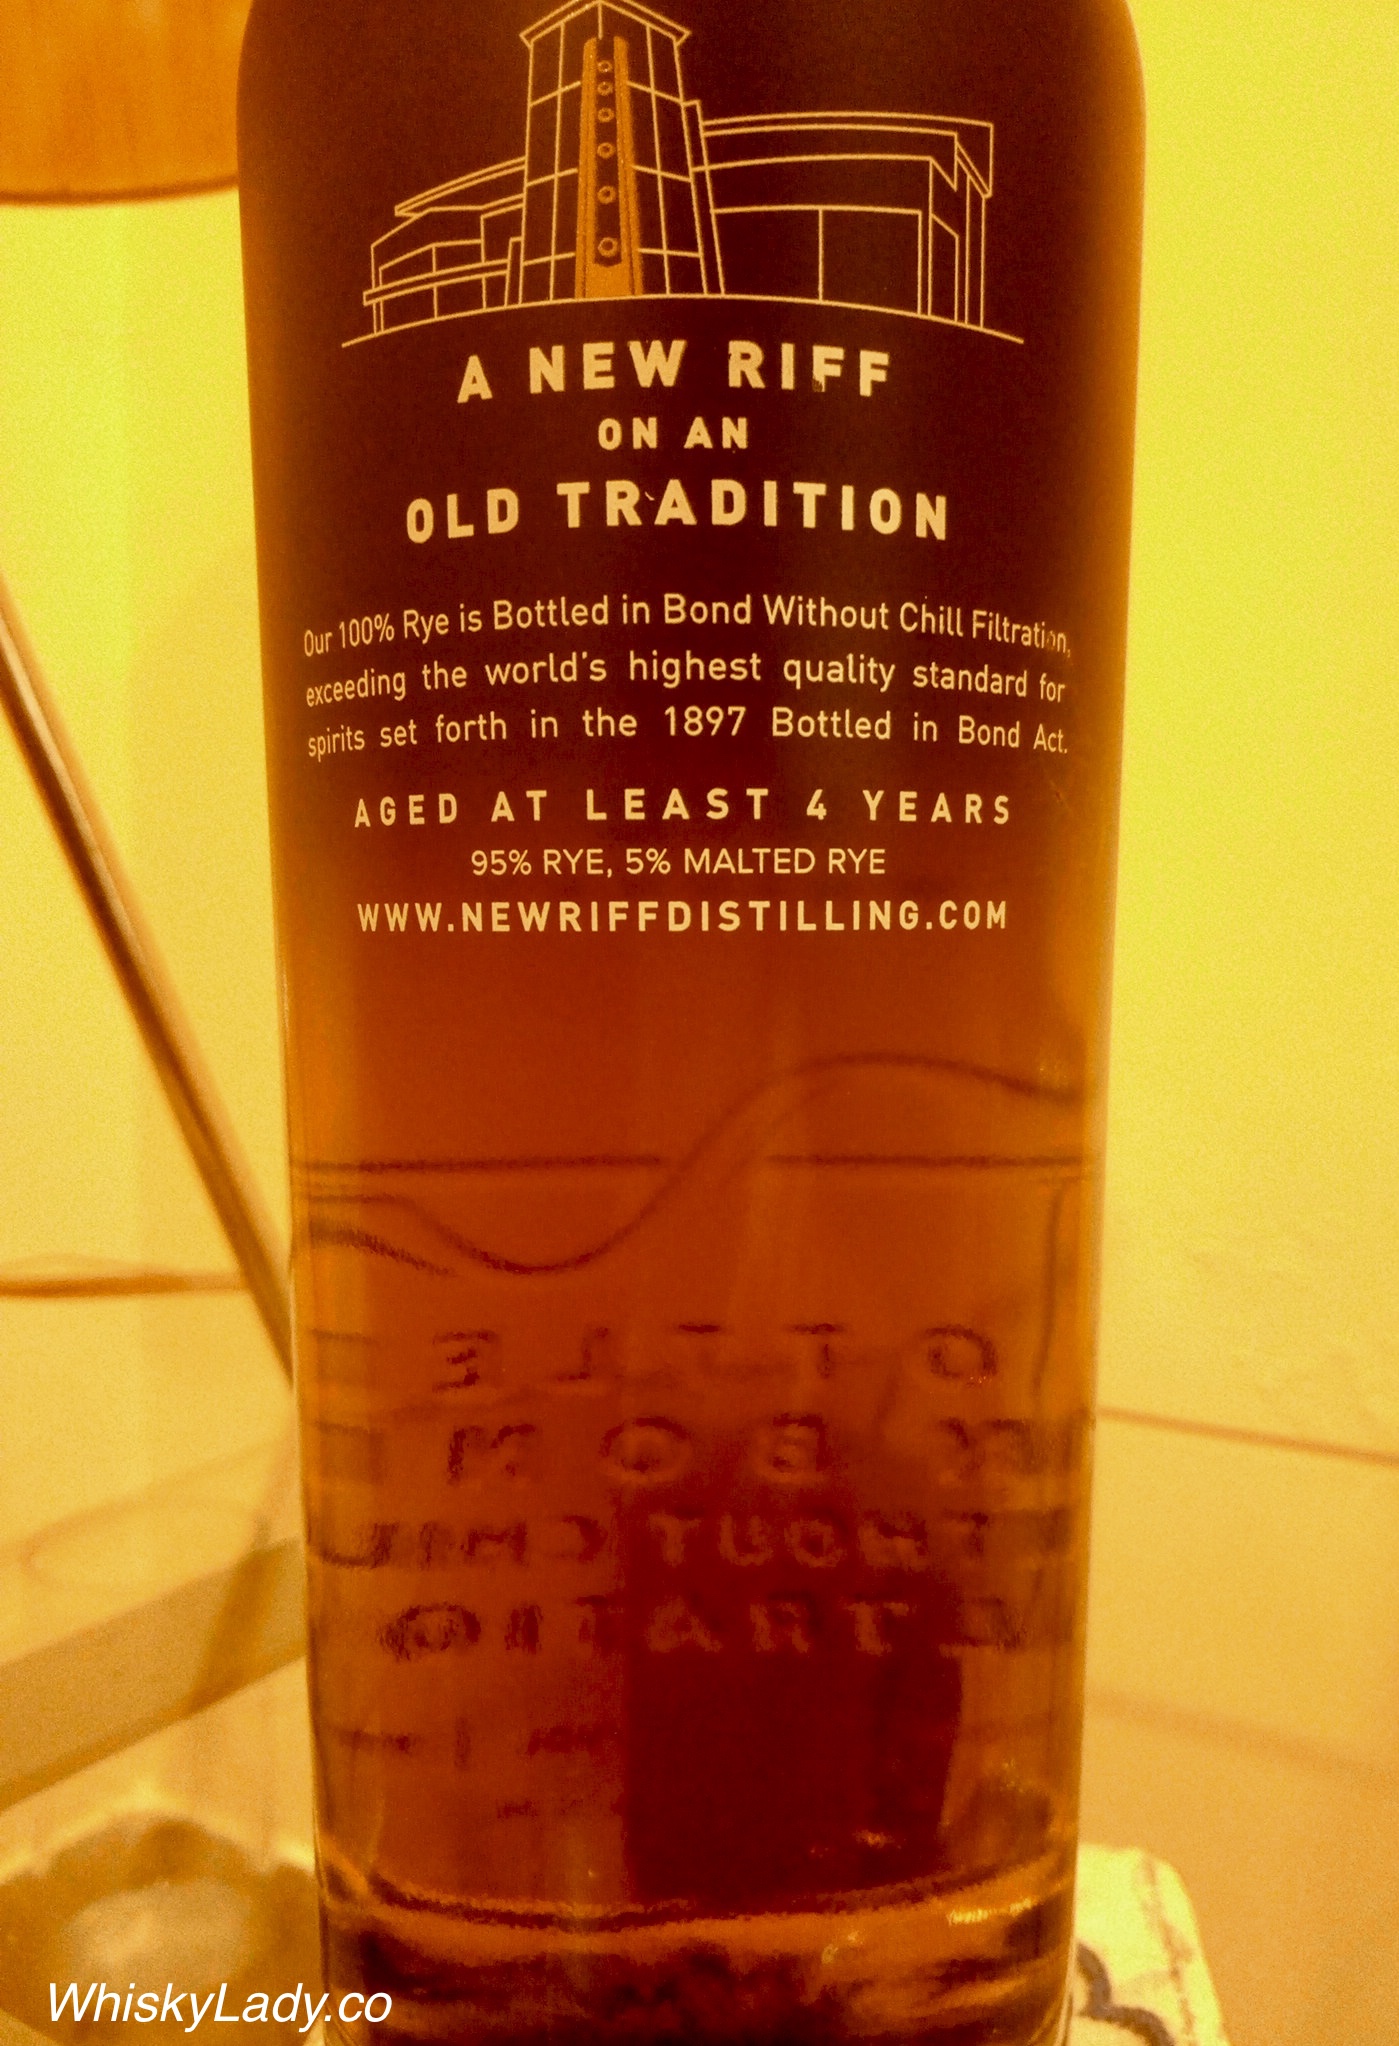 A NEW RIFF
ON AN
OLD TRADITION
Our 100% Rye is Bottled in Bond Without Chill Filtration,
exceeding the world's highest quality standard for
spirits set forth in the 1897 Bottled in Bond Act.
AGED AT LEAST 4 YEARS
95% RYE, 5% MALTED RYE
WWW.NEWRIFFDISTILLING.COM
WhiskyLady.co